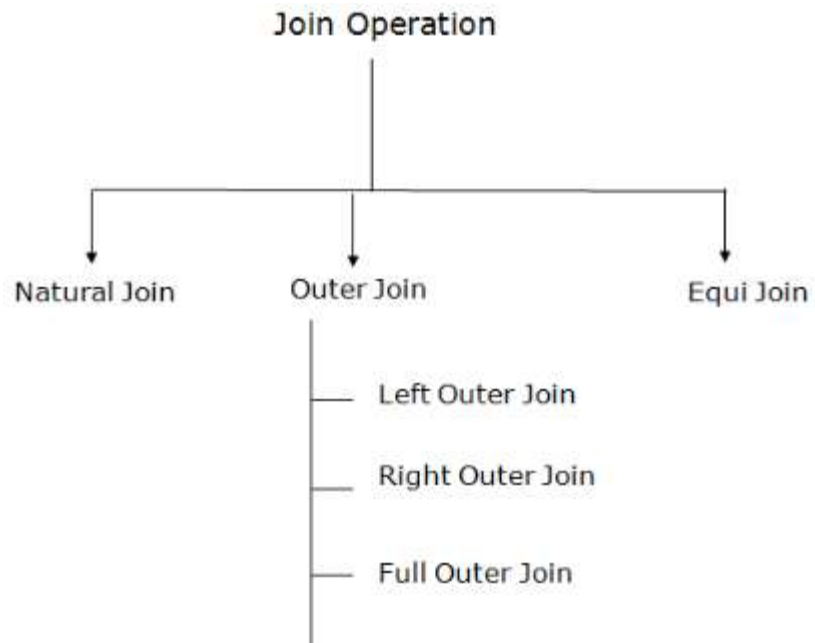 Join Operation
Natural Join
Outer Join
Equi Join
Left Outer Join
Right Outer Join
Full Outer Join